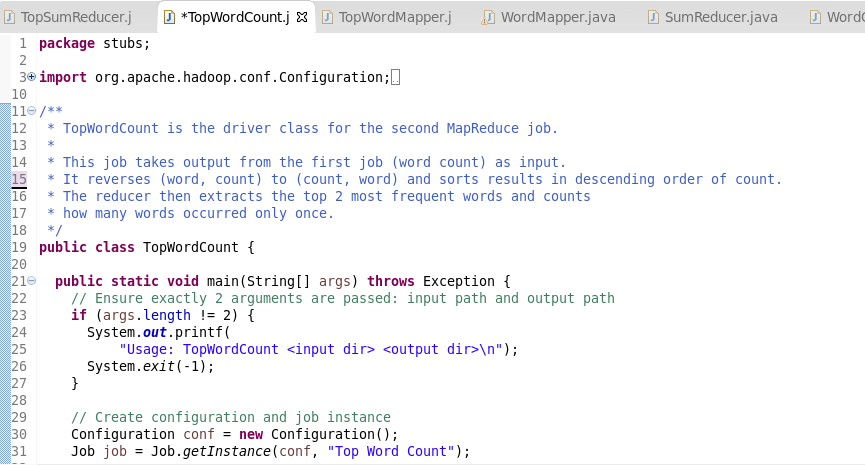 TopSumReducer.j *TopWordCount.j TopWordMapper.j WordMapper.java SumReducer.java WordC
1 package stubs;
2
3 import org.apache.hadoop.conf.Configuration;
10
11 /**
12  * TopWordCount is the driver class for the second MapReduce job.
13  *
14  * This job takes output from the first job (word count) as input.
15  * It reverses (word, count) to (count, word) and sorts results in descending order of count.
16  * The reducer then extracts the top 2 most frequent words and counts
17  * how many words occurred only once.
18  */
19 public class TopWordCount {
20
21   public static void main(String[] args) throws Exception {
22     // Ensure exactly 2 arguments are passed: input path and output path
23     if (args.length != 2) {
24       System.out.printf(
25           "Usage: TopWordCount <input dir> <output dir>\n");
26       System.exit(-1);
27     }
28
29     // Create configuration and job instance
30     Configuration conf = new Configuration();
31     Job job = Job.getInstance(conf, "Top Word Count");